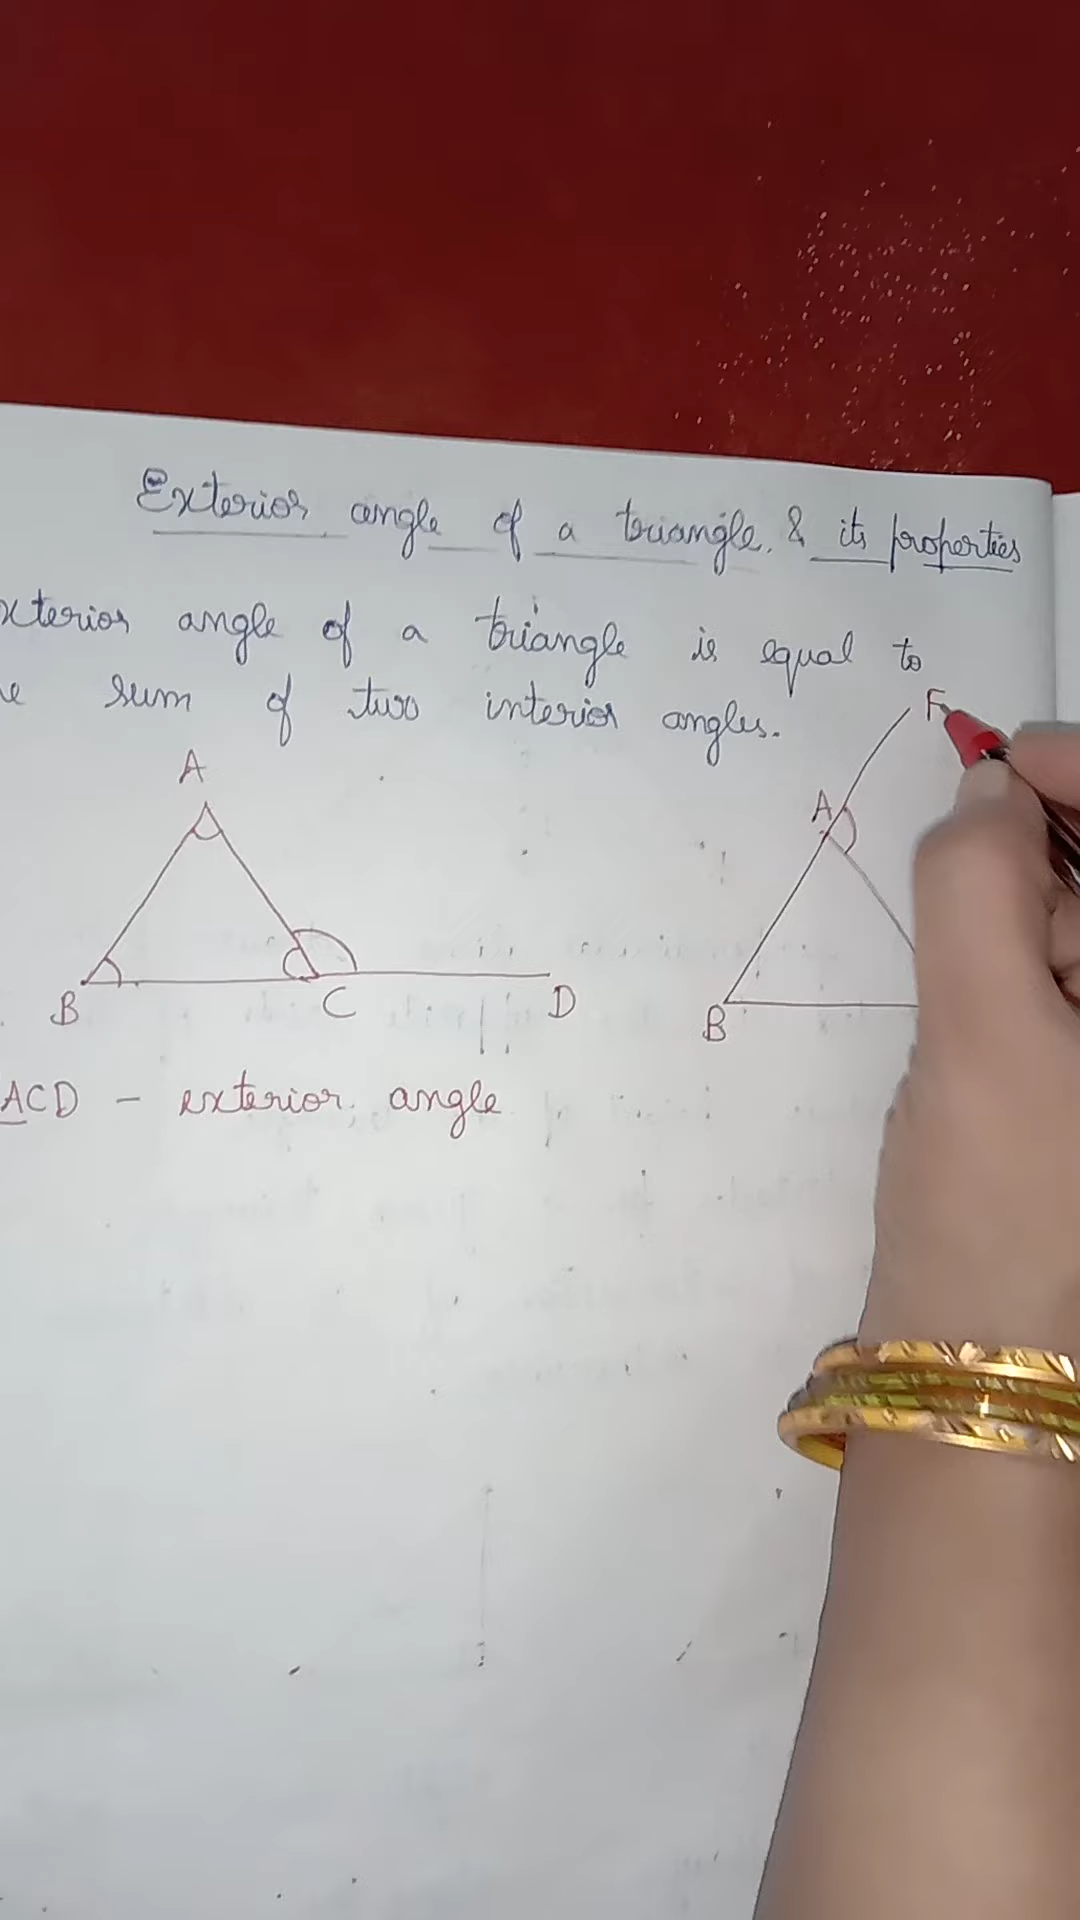 Exterior angle of a triangle. & its properties
xterior angle of a triangle is equal to
e sum of two interior angles.
A
B C D
F
A
B
ACD - exterior angle